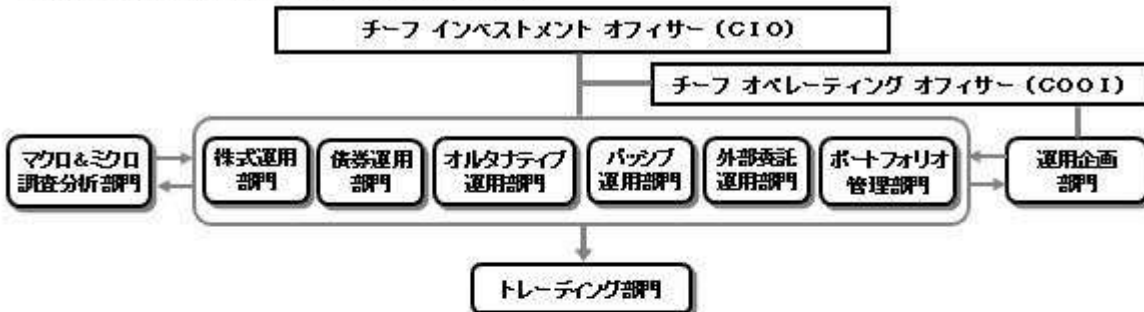 チーフ インベストメント オフィサー (CIO)
チーフ オペレーティング オフィサー (COOI)
マクロ&ミクロ
調査分析部門
株式運用
部門
債券運用
部門
オルタナティブ
運用部門
パッシブ
運用部門
外部委託
運用部門
ポートフォリオ
管理部門
運用企画
部門
トレーディング部門